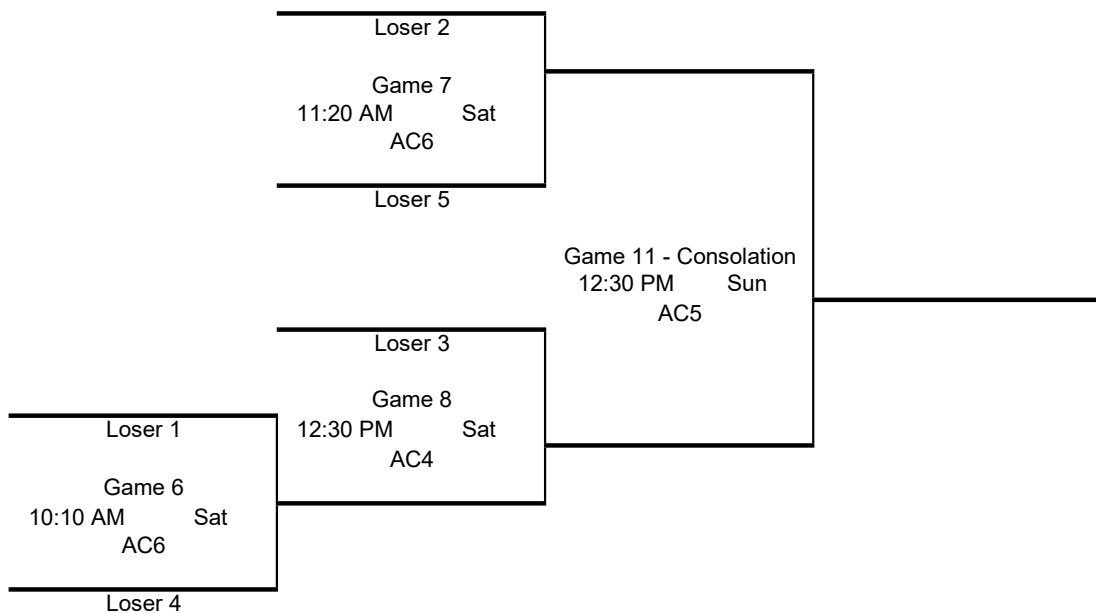 Loser 2
Game 7
11:20 AM Sat
AC6
Loser 5
Game 11 - Consolation
12:30 PM Sun
AC5
Loser 3
Game 8
12:30 PM Sat
AC4
Loser 1
Game 6
10:10 AM Sat
AC6
Loser 4